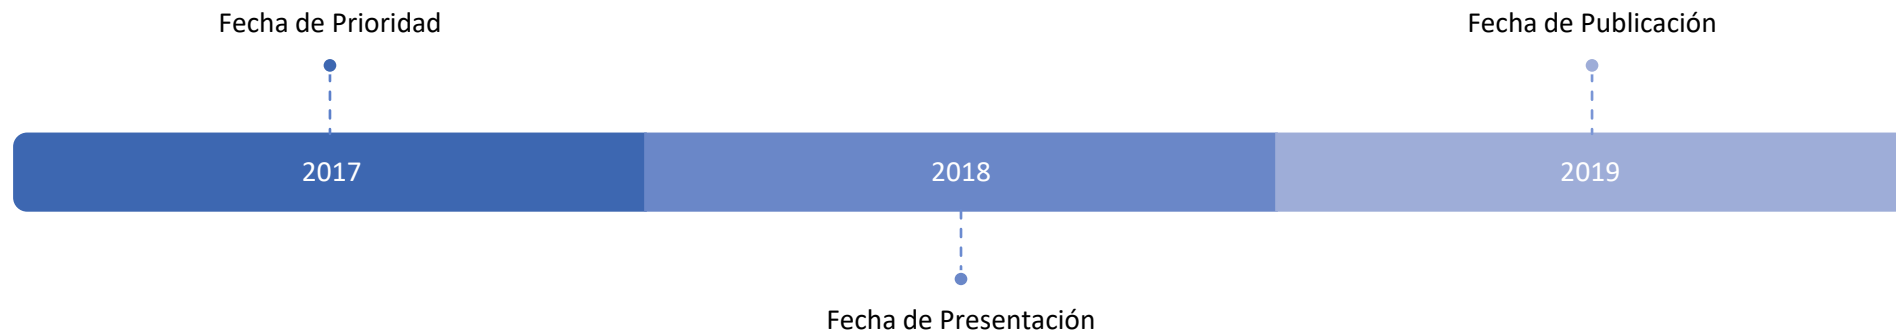 Fecha de Prioridad
Fecha de Publicación
2017
2018
2019
Fecha de Presentación